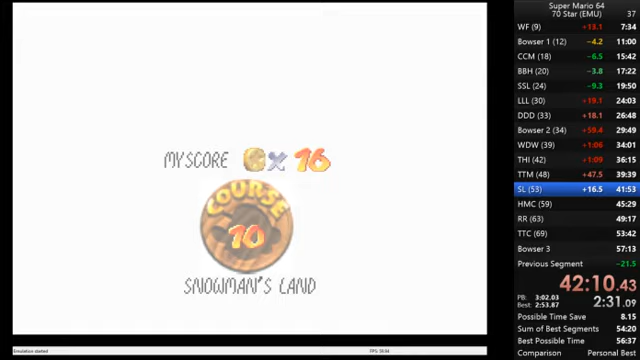 Super Mario 64
70 Star (EMU) 37
WF (9) +13.1 7:34
Bowser 1 (12) -4.2 11:00
CCM (18) -6.5 15:42
BBH (20) -3.8 17:22
SSL (24) -9.3 19:50
LLL (30) +19.1 24:03
DDD (33) +18.1 26:48
Bowser 2 (34) +59.4 29:49
WDW (39) +1:06 34:01
THI (42) +1:09 36:15
TTM (48) +47.5 39:39
SL (53) +16.5 41:53
HMC (59) 45:29
RR (63) 49:17
TTC (69) 53:42
Bowser 3 57:13
Previous Segment -21.5
42:10.43
PB: 3:02.03
Best: 2:53.87
2:31.09
Possible Time Save 8.15
Sum of Best Segments 54:20
Best Possible Time 56:37
Comparison Personal Best
MY SCORE × 16
COURSE
10
SNOWMAN'S LAND
Emulation started